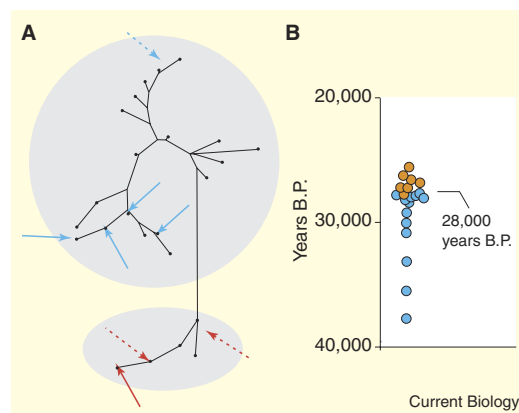 A
B
20,000
30,000
40,000
Years B.P.
28,000
years B.P.
Current Biology